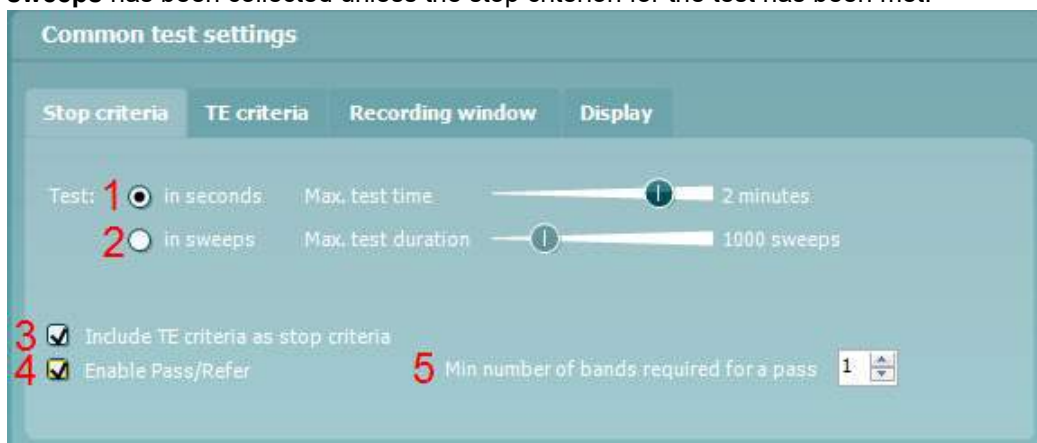 sweeps has been collected unless the stop criterion for the test has been met.
Common test settings
Stop criteria TE criteria Recording window Display
Test: 1 in seconds Max. test time 2 minutes
2 in sweeps Max. test duration 1000 sweeps
3 Include TE criteria as stop criteria
4 Enable Pass/Refer 5 Min number of bands required for a pass 1